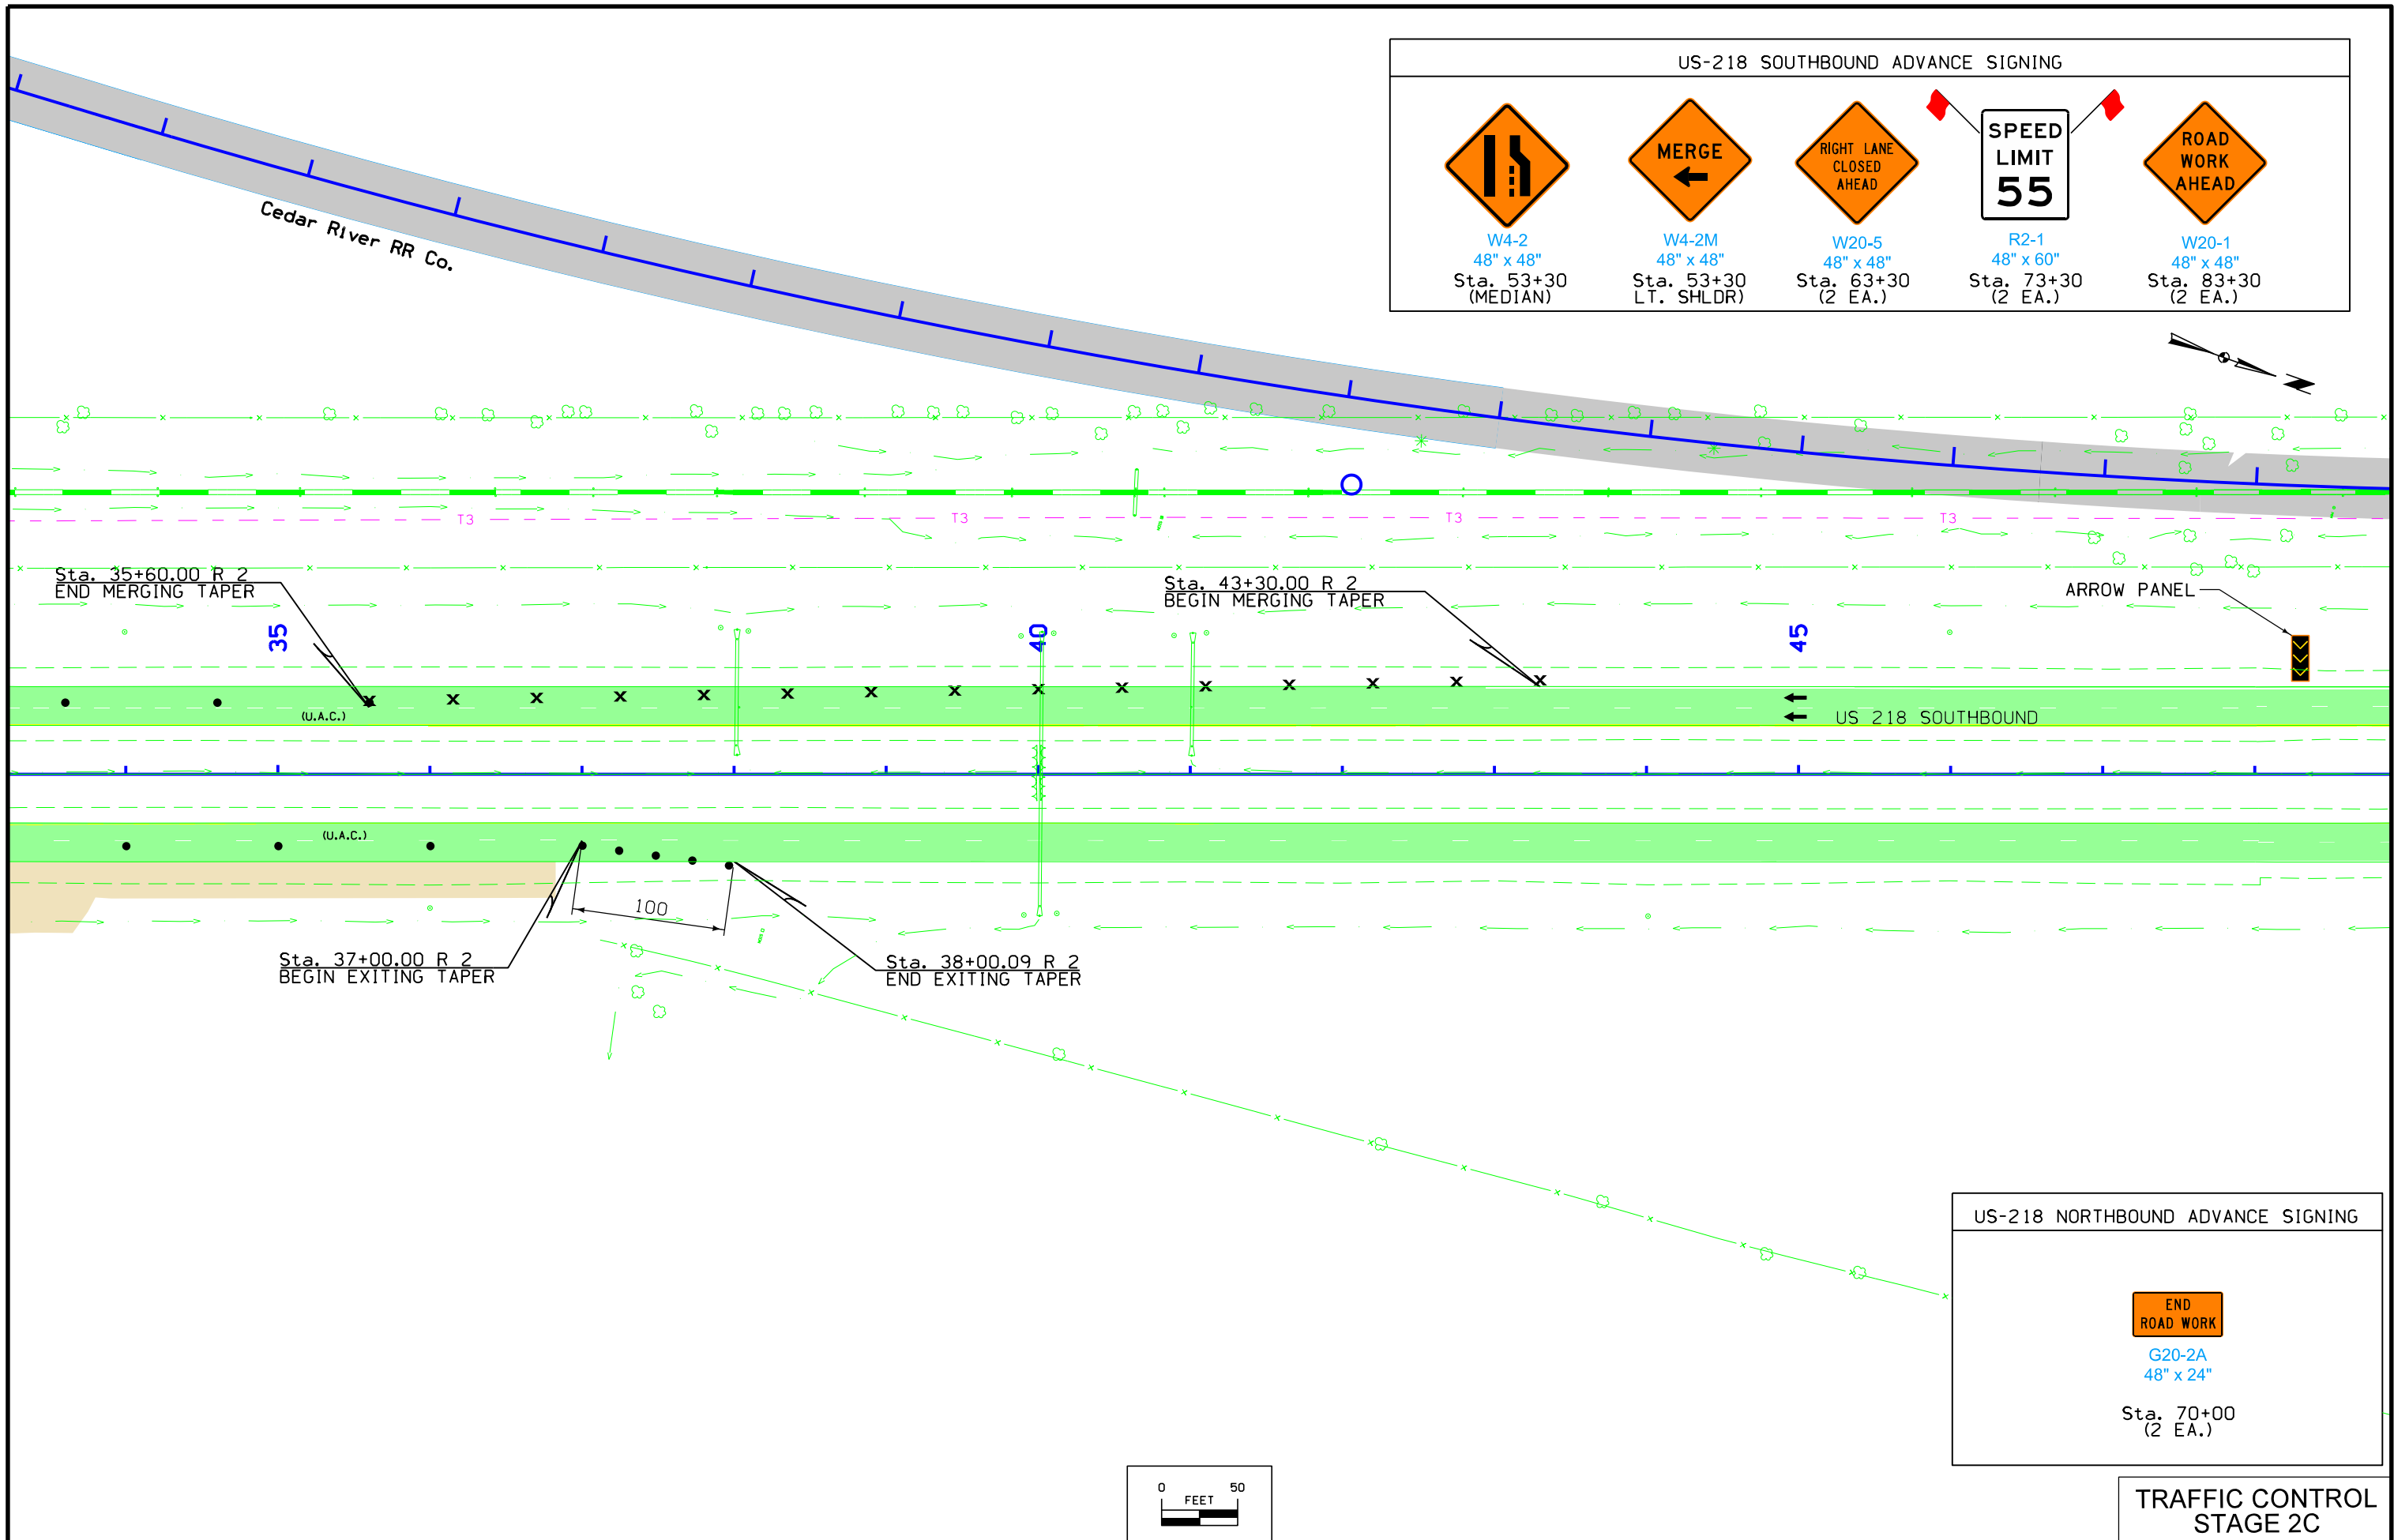 US-218 SOUTHBOUND ADVANCE SIGNING
MERGE
RIGHT LANE
CLOSED
AHEAD
SPEED
LIMIT
55
ROAD
WORK
AHEAD
W4-2
48" x 48"
Sta. 53+30
(MEDIAN)
W4-2M
48" x 48"
Sta. 53+30
LT. SHLDR)
W20-5
48" x 48"
Sta. 63+30
(2 EA.)
R2-1
48" x 60"
Sta. 73+30
(2 EA.)
W20-1
48" x 48"
Sta. 83+30
(2 EA.)
Cedar River RR Co.
N
T3
T3
T3
T3
Sta. 35+60.00 R 2
END MERGING TAPER
Sta. 43+30.00 R 2
BEGIN MERGING TAPER
ARROW PANEL
35
40
45
(U.A.C.)
US 218 SOUTHBOUND
(U.A.C.)
100
Sta. 37+00.00 R 2
BEGIN EXITING TAPER
Sta. 38+00.09 R 2
END EXITING TAPER
US-218 NORTHBOUND ADVANCE SIGNING
END
ROAD WORK
G20-2A
48" x 24"
Sta. 70+00
(2 EA.)
0 50
FEET
TRAFFIC CONTROL
STAGE 2C